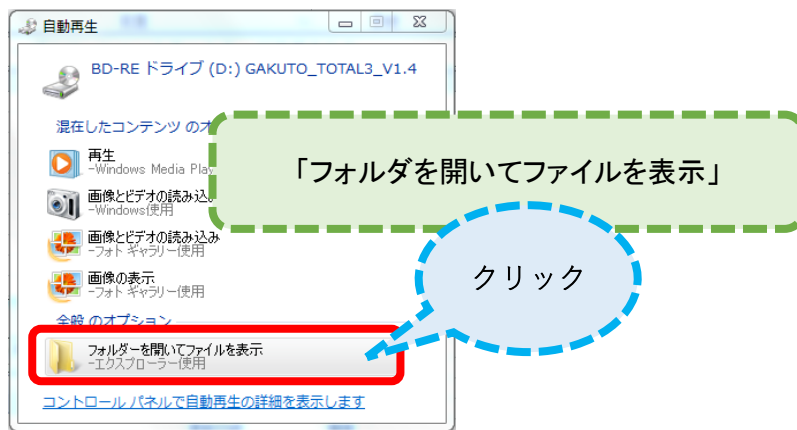 自動再生
BD-RE ドライブ (D:) GAKUTO_TOTAL3_V1.4
混在したコンテンツ のオ
再生
-Windows Media Play
画像とビデオの読み込み
-Windows使用
画像とビデオの読み込み
-フォト ギャラリー使用
画像の表示
-フォト ギャラリー使用
全般 のオプション
フォルダーを開いてファイルを表示
-エクスプローラー使用
コントロール パネルで自動再生の詳細を表示します
「フォルダを開いてファイルを表示」
クリック